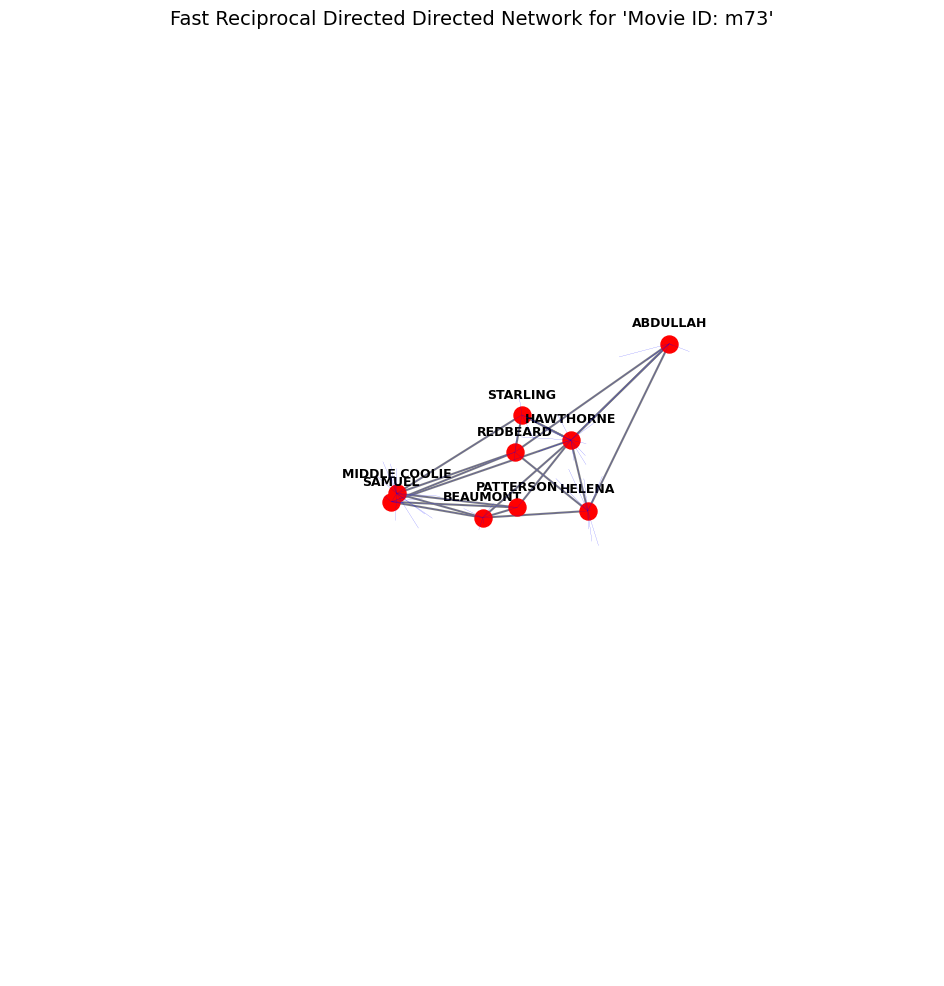 Fast Reciprocal Directed Directed Network for 'Movie ID: m73'
ABDULLAH
STARLING
HAWTHORNE
REDBEARD
MIDDLE COOLIE
SAMUEL
PATTERSON
HELENA
BEAUMONT